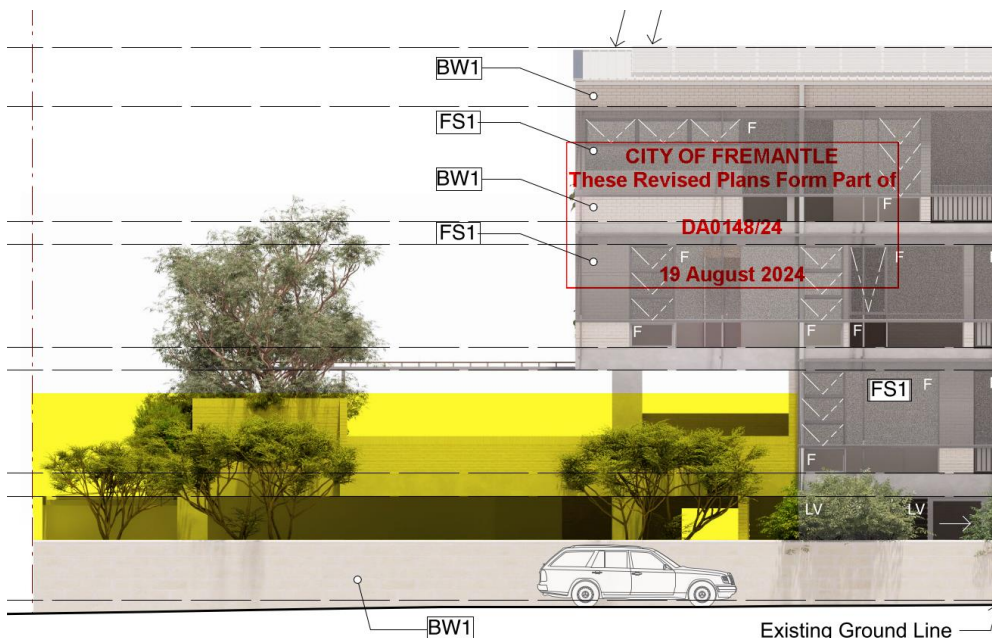 BW1
FS1
F
CITY OF FREMANTLE
These Revised Plans Form Part of
BW1
F
DA0148/24
FS1
F
F
F
19 August 2024
F
F
F
FS1
F
F
LV
LV
BW1
Existing Ground Line